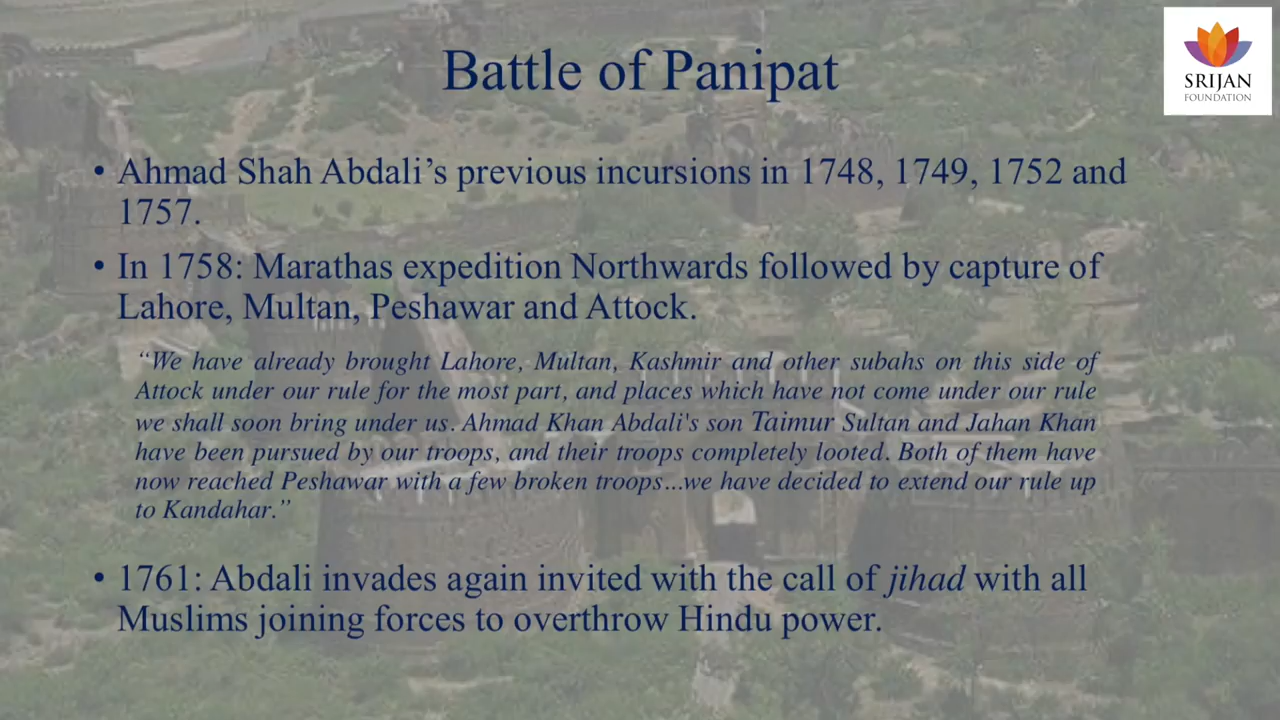 Battle of Panipat
SRIJAN
FOUNDATION
• Ahmad Shah Abdali’s previous incursions in 1748, 1749, 1752 and
1757.
• In 1758: Marathas expedition Northwards followed by capture of
Lahore, Multan, Peshawar and Attock.
“We have already brought Lahore, Multan, Kashmir and other subahs on this side of
Attock under our rule for the most part, and places which have not come under our rule
we shall soon bring under us. Ahmad Khan Abdali's son Taimur Sultan and Jahan Khan
have been pursued by our troops, and their troops completely looted. Both of them have
now reached Peshawar with a few broken troops...we have decided to extend our rule up
to Kandahar.”
• 1761: Abdali invades again invited with the call of jihad with all
Muslims joining forces to overthrow Hindu power.